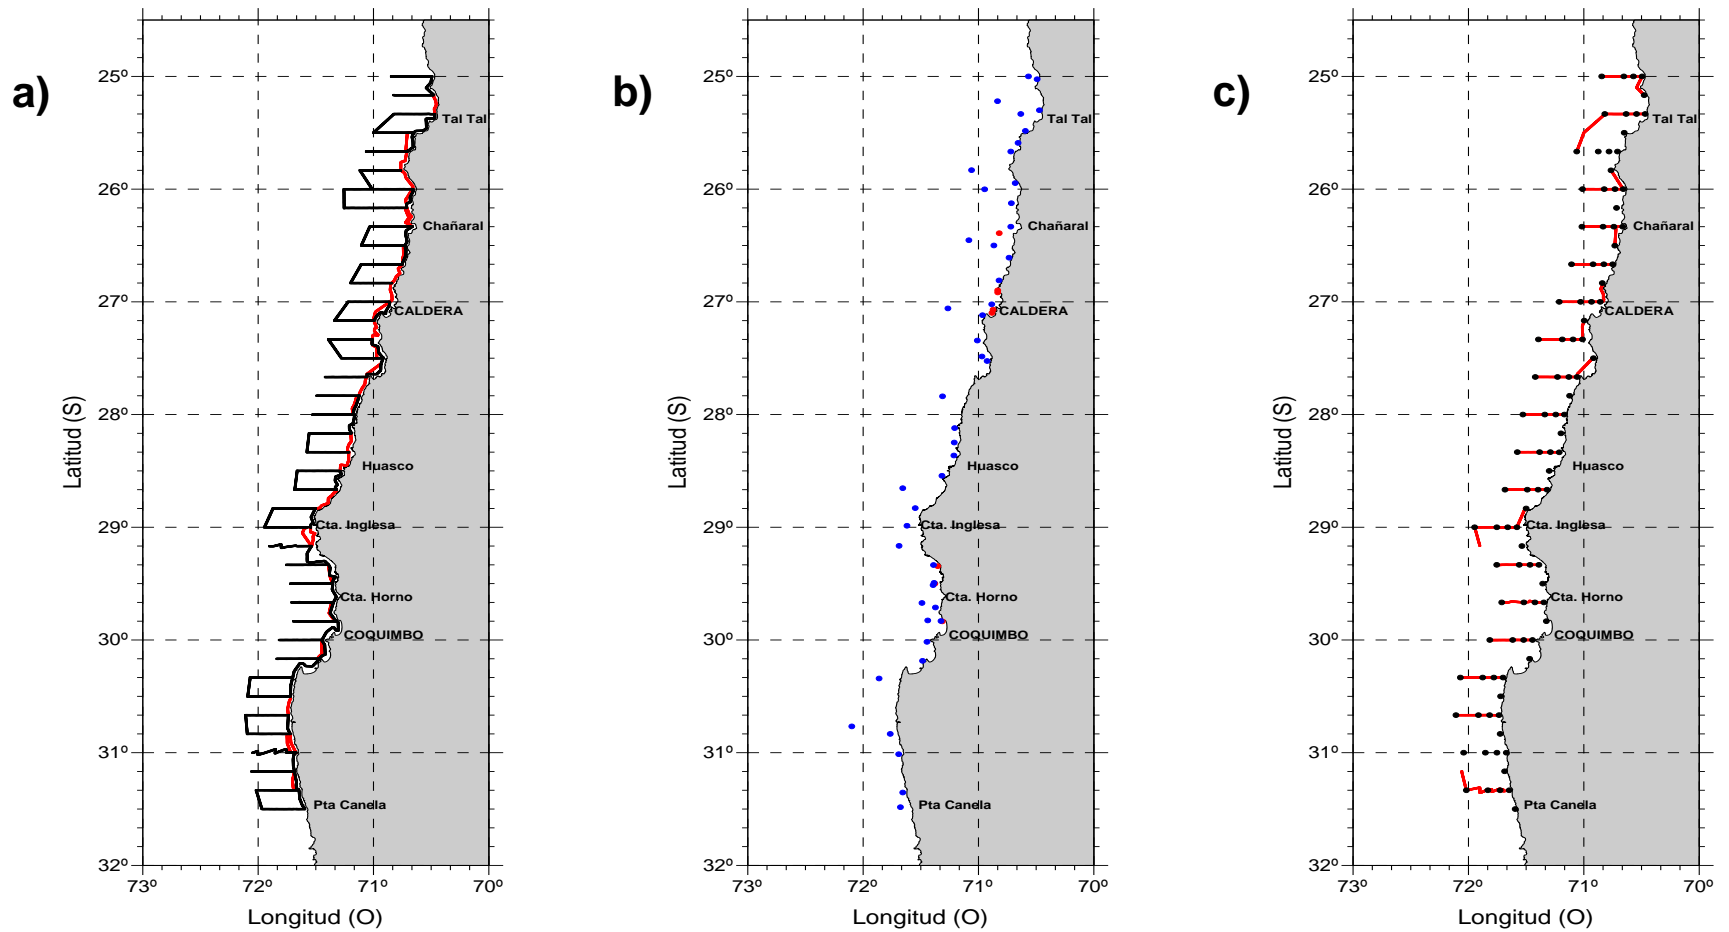 a)
25º
26º
27º
28º
29º
30º
31º
32º
73º
72º
71º
70º
Latitud (S)
Longitud (O)
Tal Tal
Chañaral
CALDERA
Huasco
Cta. Inglesa
Cta. Horno
COQUIMBO
Pta Canela
b)
25º
26º
27º
28º
29º
30º
31º
32º
73º
72º
71º
70º
Latitud (S)
Longitud (O)
Tal Tal
Chañaral
CALDERA
Huasco
Cta. Inglesa
Cta. Horno
COQUIMBO
Pta Canela
c)
25º
26º
27º
28º
29º
30º
31º
32º
73º
72º
71º
70º
Latitud (S)
Longitud (O)
Tal Tal
Chañaral
CALDERA
Huasco
Cta. Inglesa
Cta. Horno
COQUIMBO
Pta Canela